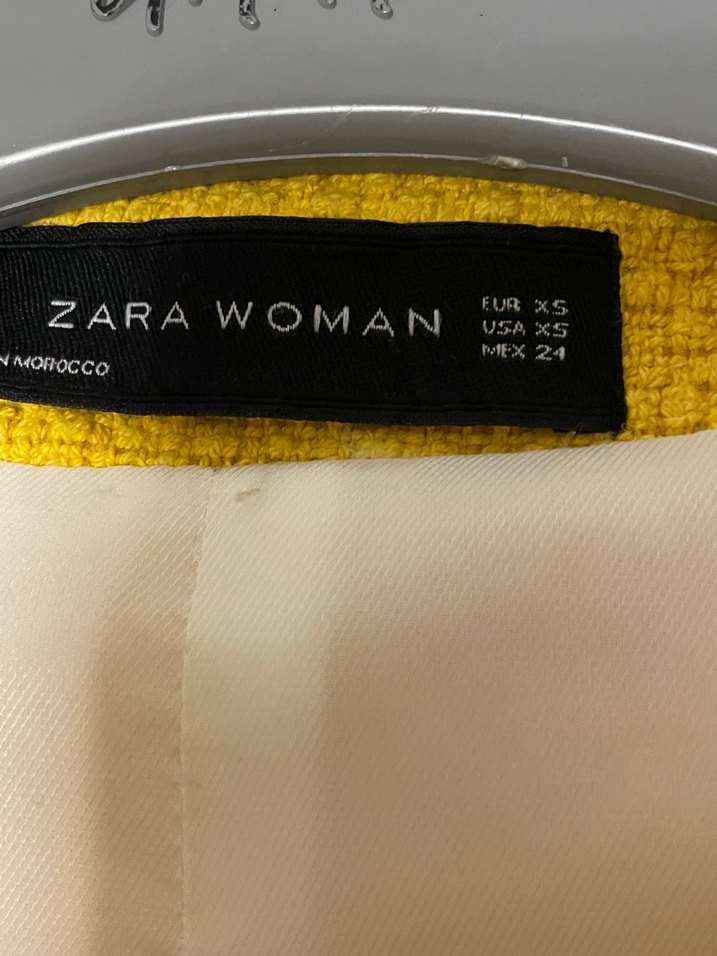 ZARA WOMAN
EUR XS
USA XS
MEX 24
N MOROCCO